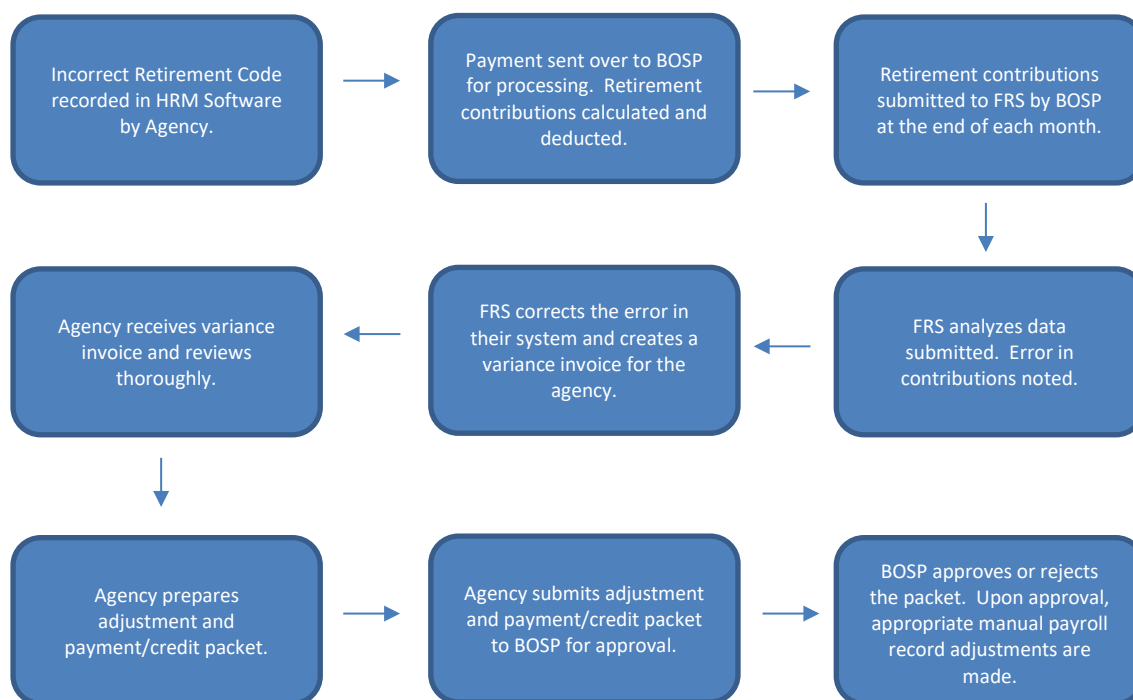 Incorrect Retirement Code
recorded in HRM Software
by Agency.
Payment sent over to BOSP
for processing.  Retirement
contributions calculated and
deducted.
Retirement contributions
submitted to FRS by BOSP
at the end of each month.
FRS analyzes data
submitted.  Error in
contributions noted.
FRS corrects the error in
their system and creates a
variance invoice for the
agency.
Agency receives variance
invoice and reviews
thoroughly.
Agency prepares
adjustment and
payment/credit packet.
Agency submits adjustment
and payment/credit packet
to BOSP for approval.
BOSP approves or rejects
the packet.  Upon approval,
appropriate manual payroll
record adjustments are
made.